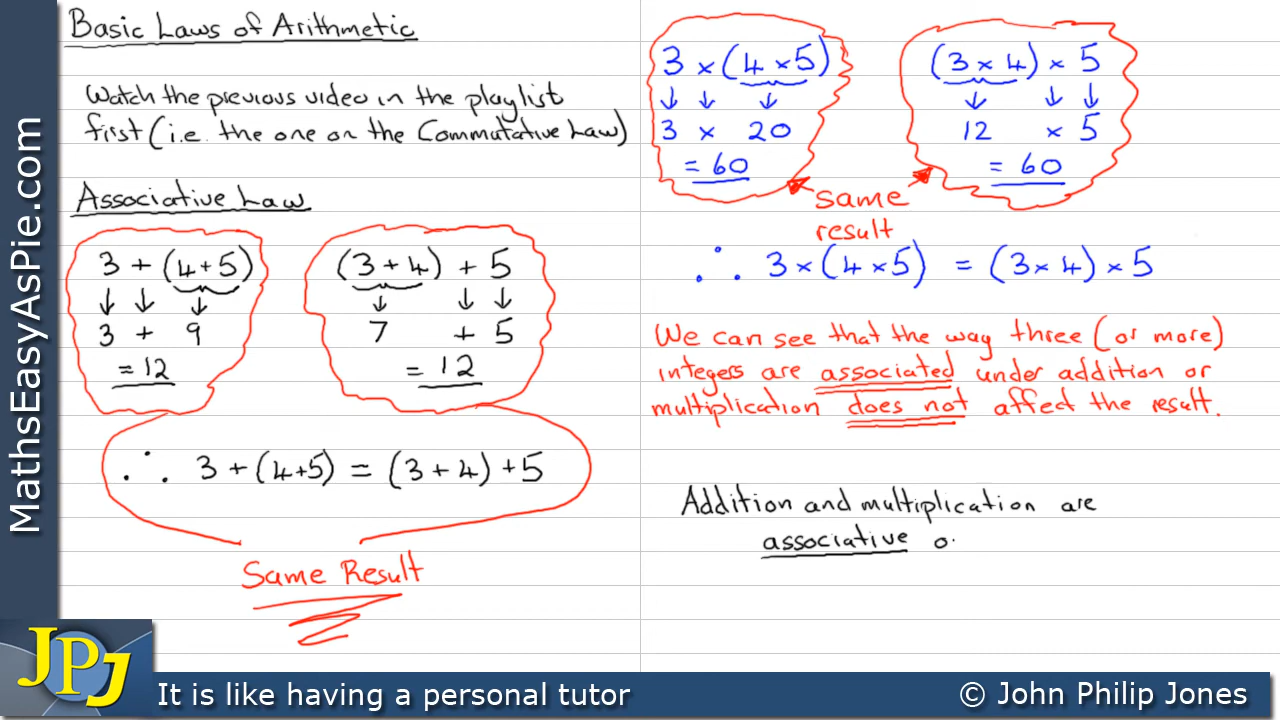 Basic Laws of Arithmetic
Watch the previous video in the playlist
first (i.e. the one on the Commutative Law)
Associative Law
3 + (4+5)
↓ ↓ ↓
3 + 9
= 12
(3 + 4) + 5
↓ ↓ ↓
7 + 5
= 12
∴ 3 + (4+5) = (3 + 4) + 5
Same Result
3 × (4 × 5)
↓ ↓ ↓
3 × 20
= 60
(3 × 4) × 5
↓ ↓ ↓
12 × 5
= 60
same
result
∴ 3 × (4 × 5) = (3 × 4) × 5
We can see that the way three (or more)
integers are associated under addition or
multiplication does not affect the result.
Addition and multiplication are
associative o
MathsEasyAsPie.com
JPJ
It is like having a personal tutor
© John Philip Jones